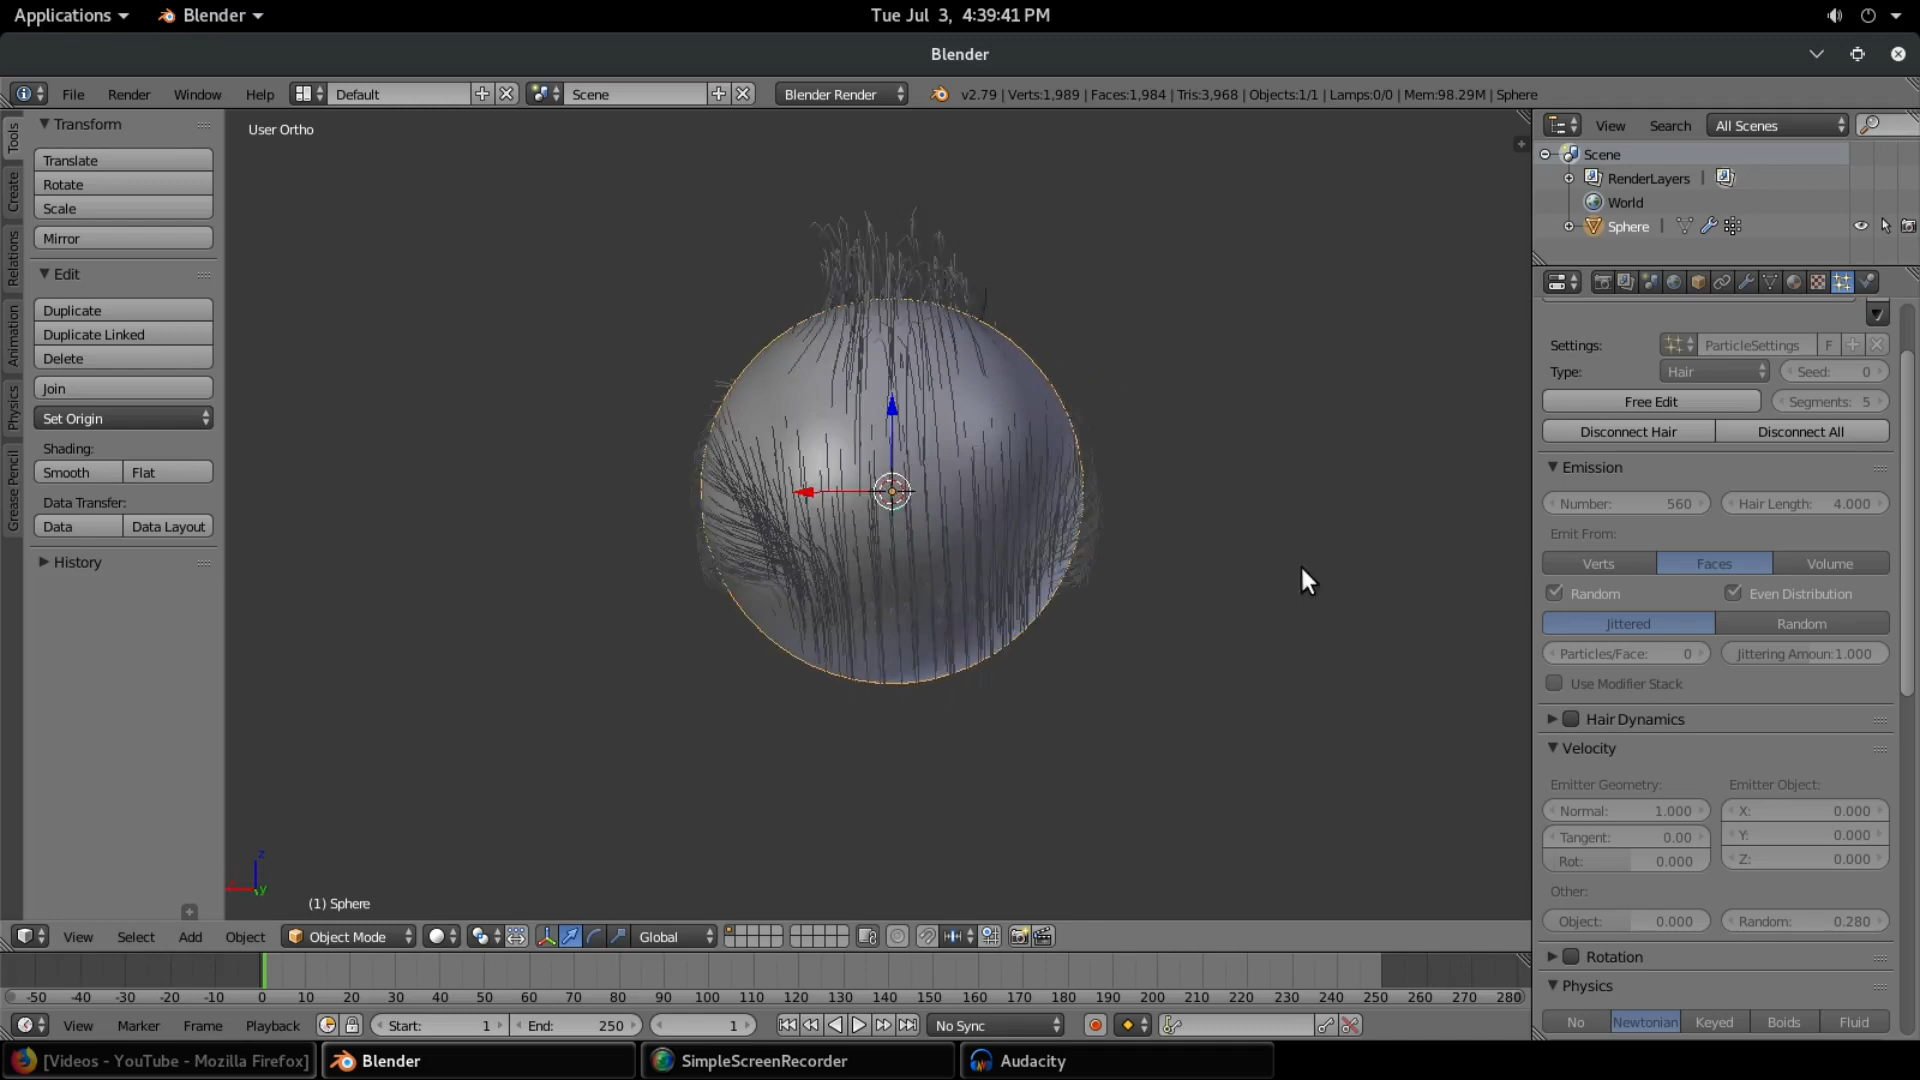 Applications Blender Tue Jul 3, 4:39:41 PM
Blender
File Render Window Help Default Scene Blender Render v2.79 | Verts:1,989 | Faces:1,984 | Tris:3,968 | Objects:1/1 | Lamps:0/0 | Mem:98.29M | Sphere
Tools
Create
Relations
Animation
Physics
Grease Pencil
Transform
Translate
Rotate
Scale
Mirror
Edit
Duplicate
Duplicate Linked
Delete
Join
Set Origin
Shading:
Smooth Flat
Data Transfer:
Data Data Layout
History
User Ortho
z
y
(1) Sphere
View Search All Scenes
Scene
RenderLayers |
World
Sphere |
Settings: ParticleSettings F
Type: Hair Seed: 0
Free Edit Segments: 5
Disconnect Hair Disconnect All
Emission
Number: 560 Hair Length: 4.000
Emit From:
Verts Faces Volume
Random Even Distribution
Jittered Random
Particles/Face: 0 Jittering Amoun: 1.000
Use Modifier Stack
Hair Dynamics
Velocity
Emitter Geometry: Emitter Object:
Normal: 1.000 X: 0.000
Tangent: 0.00 Y: 0.000
Rot: 0.000 Z: 0.000
Other:
Object: 0.000 Random: 0.280
Rotation
Physics
No Newtonian Keyed Boids Fluid
View Select Add Object Object Mode Global
-50 -40 -30 -20 -10 0 10 20 30 40 50 60 70 80 90 100 110 120 130 140 150 160 170 180 190 200 210 220 230 240 250 260 270 280
View Marker Frame Playback Start: 1 End: 250 1 No Sync
[Videos - YouTube - Mozilla Firefox] Blender SimpleScreenRecorder Audacity